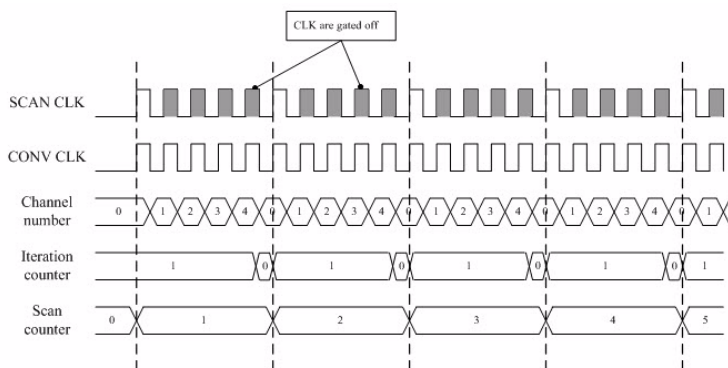 CLK are gated off
SCAN CLK
CONV CLK
Channel
number
0 1 2 3 4 0 1 2 3 4 0 1 2 3 4 0 1 2 3 4 0 1
Iteration
counter
1 0 1 0 1 0 1 0 1
Scan
counter
0 1 2 3 4 5